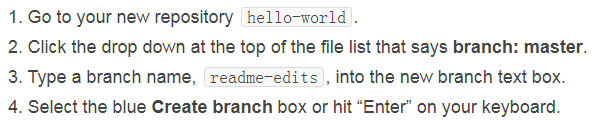 1. Go to your new repository hello-world.
2. Click the drop down at the top of the file list that says branch: master.
3. Type a branch name, readme-edits, into the new branch text box.
4. Select the blue Create branch box or hit “Enter” on your keyboard.